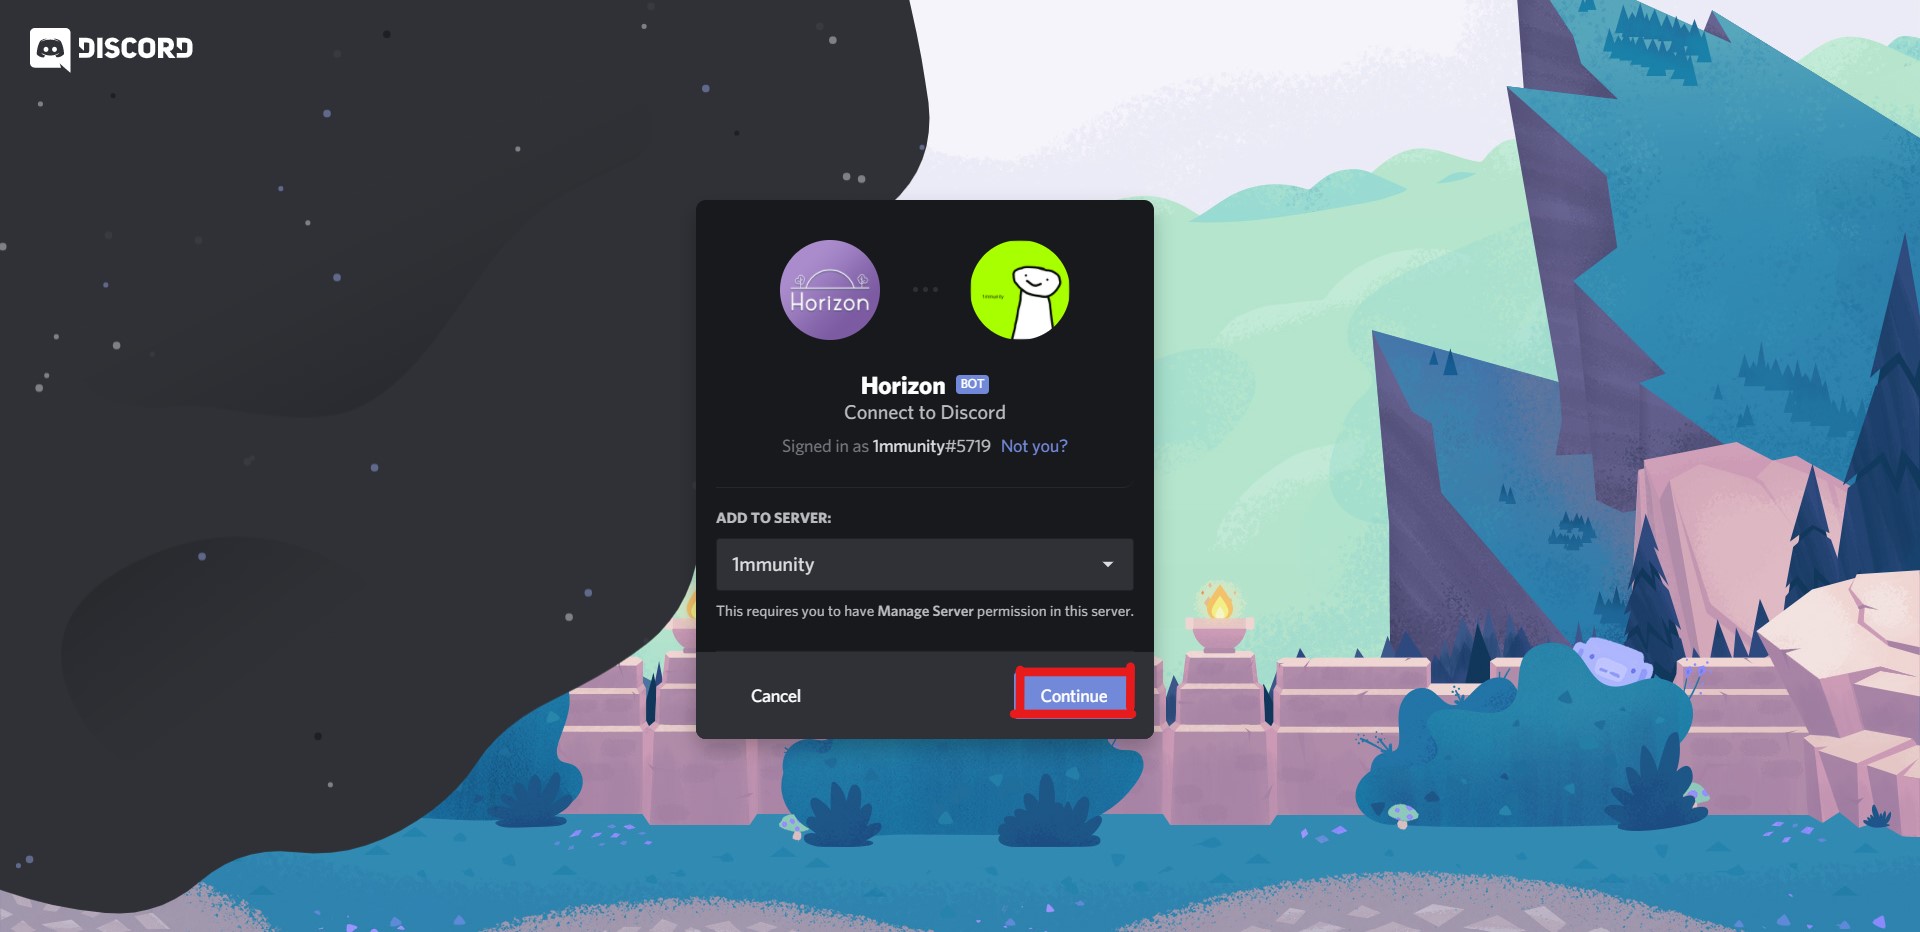 DISCORD
Horizon
1mmunity
Horizon BOT
Connect to Discord
Signed in as 1mmunity#5719 Not you?
ADD TO SERVER:
1mmunity
This requires you to have Manage Server permission in this server.
Cancel
Continue